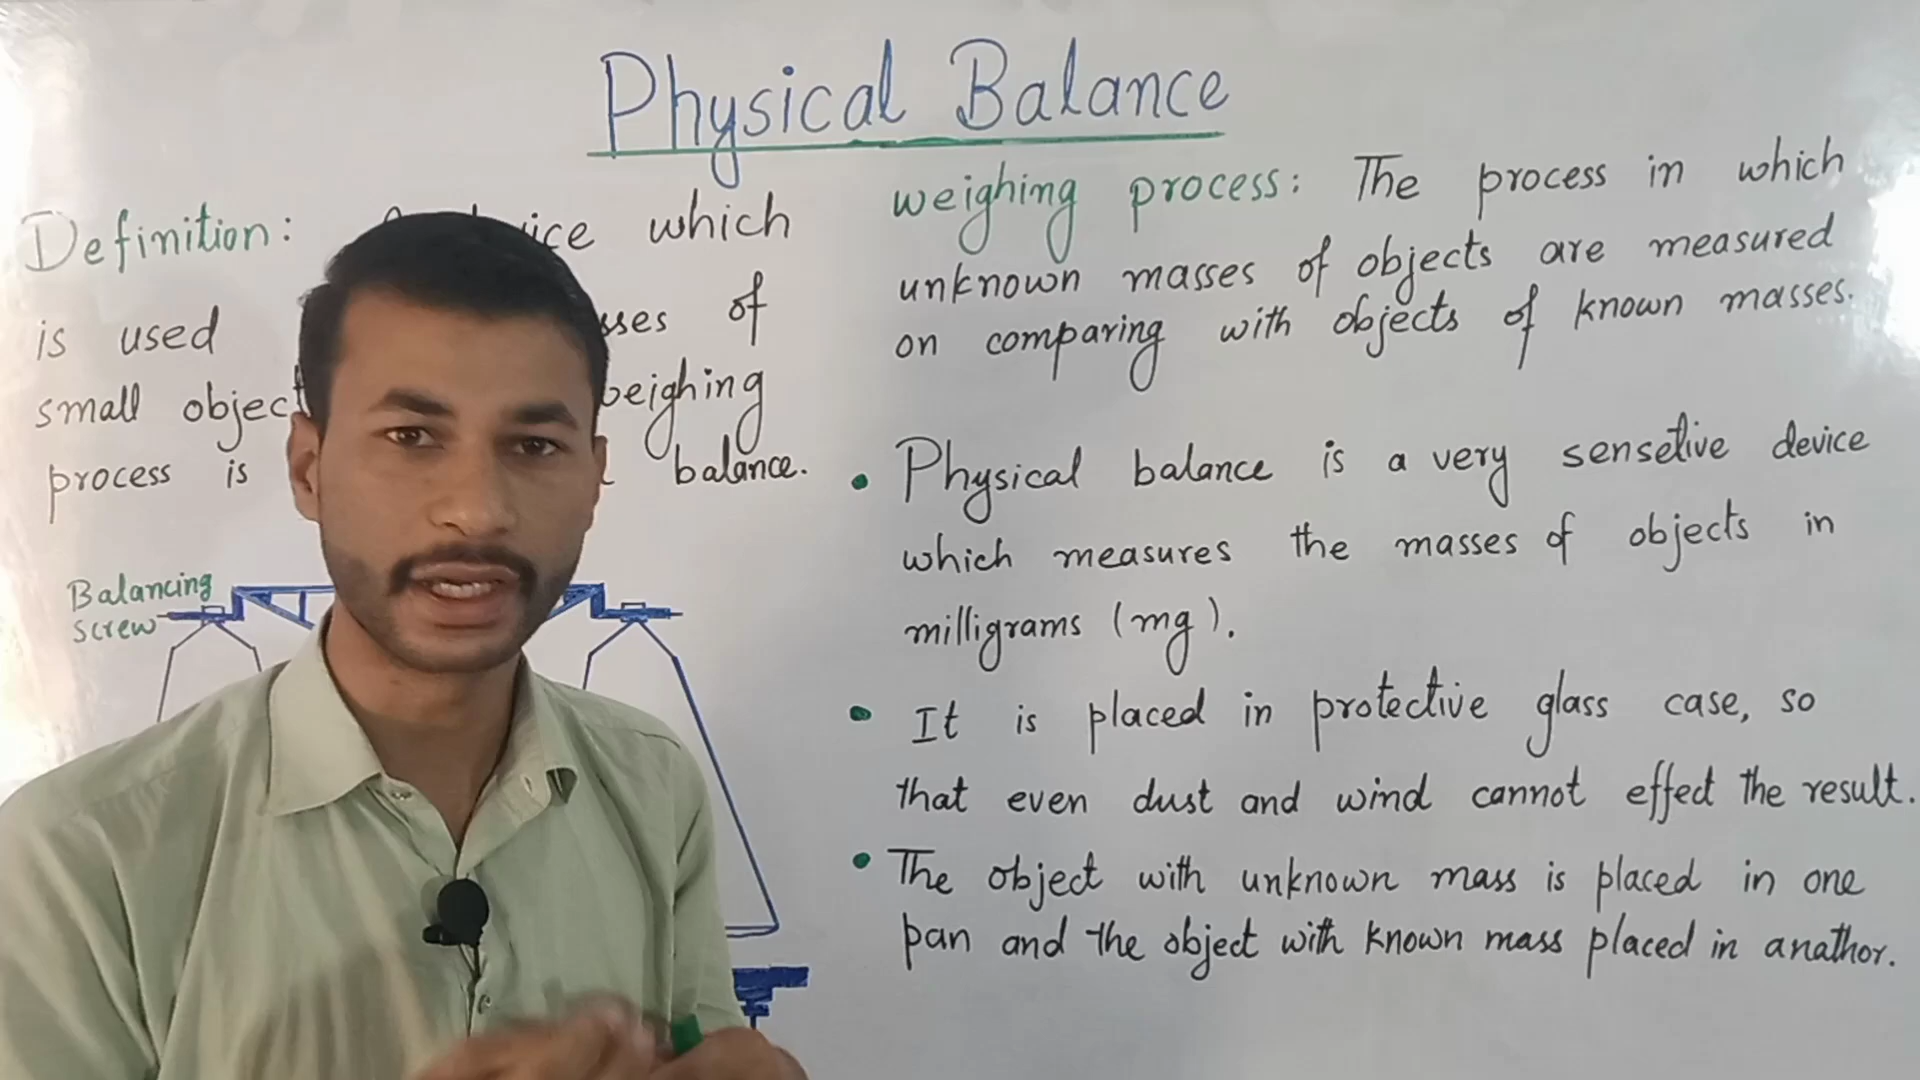 Physical Balance
Definition: which
is used of
small
process is balance.
Balancing
screw
weighing process: The process in which
unknown masses of objects are measured
on comparing with objects of known masses.
• Physical balance is a very sensetive device
which measures the masses of objects in
milligrams (mg).
• It is placed in protective glass case, so
that even dust and wind cannot effect the result.
• The object with unknown mass is placed in one
pan and the object with known mass placed in anathor.